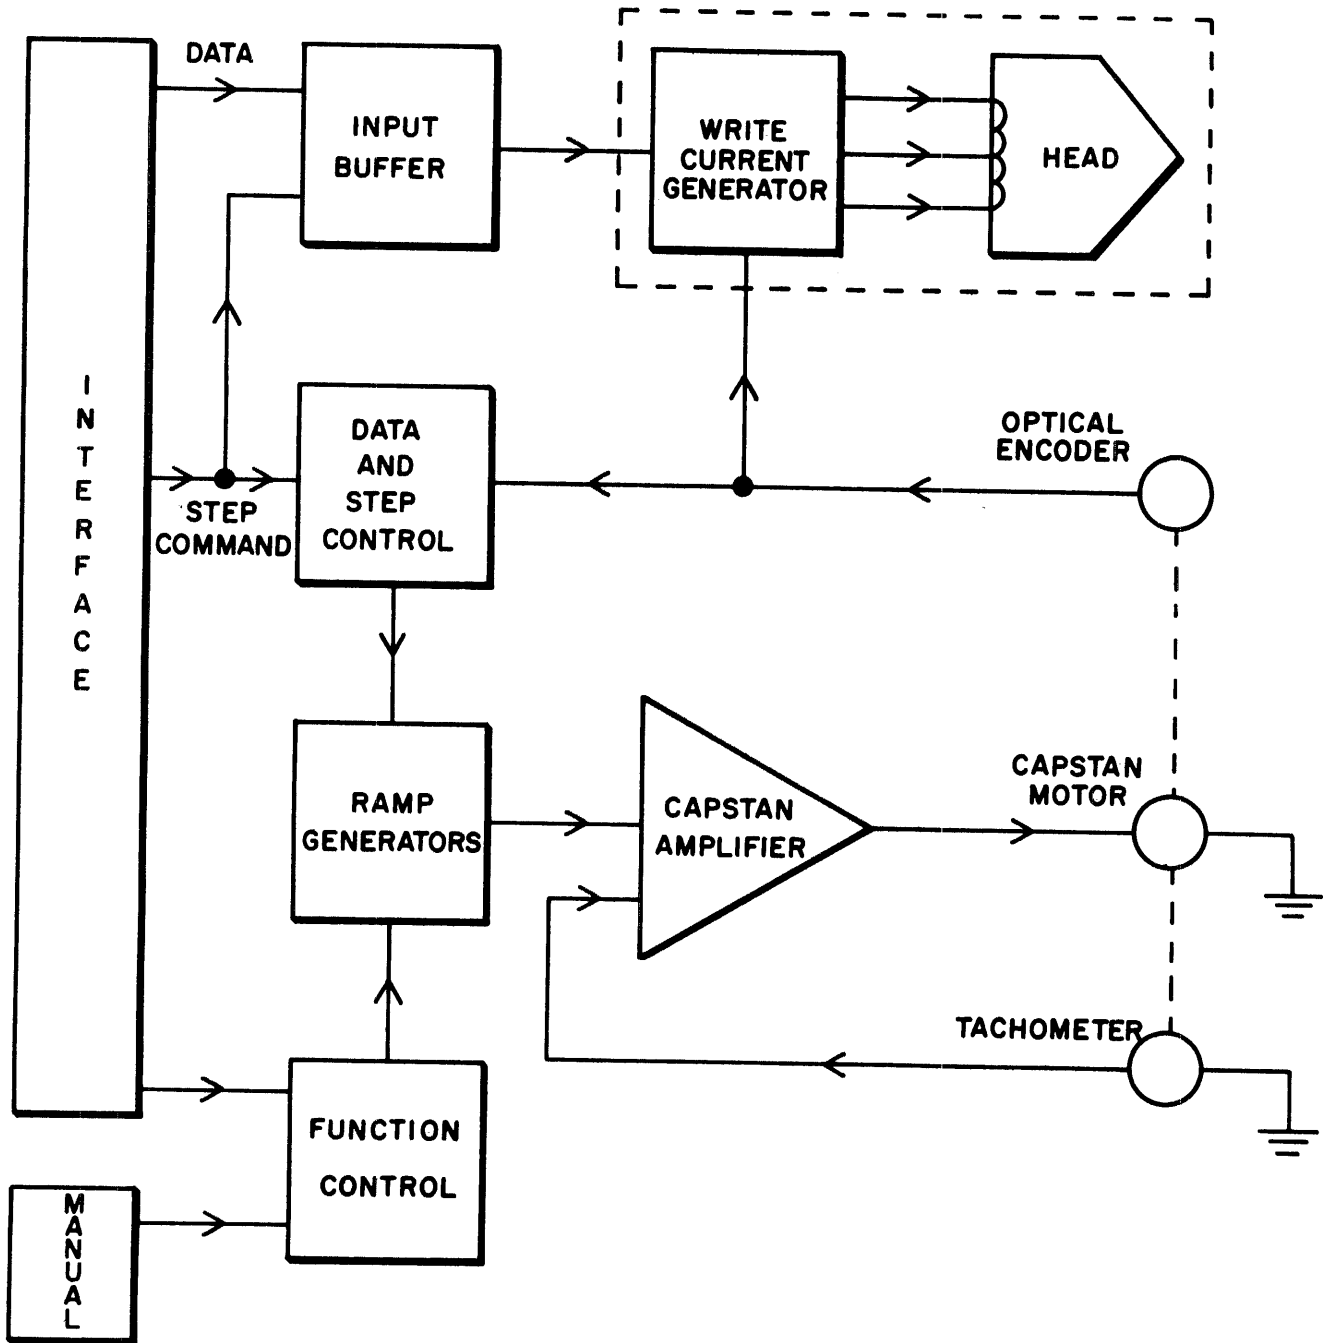 DATA
INPUT
BUFFER
WRITE
CURRENT
GENERATOR
HEAD
INTERFACE
STEP
COMMAND
DATA
AND
STEP
CONTROL
OPTICAL
ENCODER
RAMP
GENERATORS
CAPSTAN
AMPLIFIER
CAPSTAN
MOTOR
TACHOMETER
FUNCTION
CONTROL
MANUAL